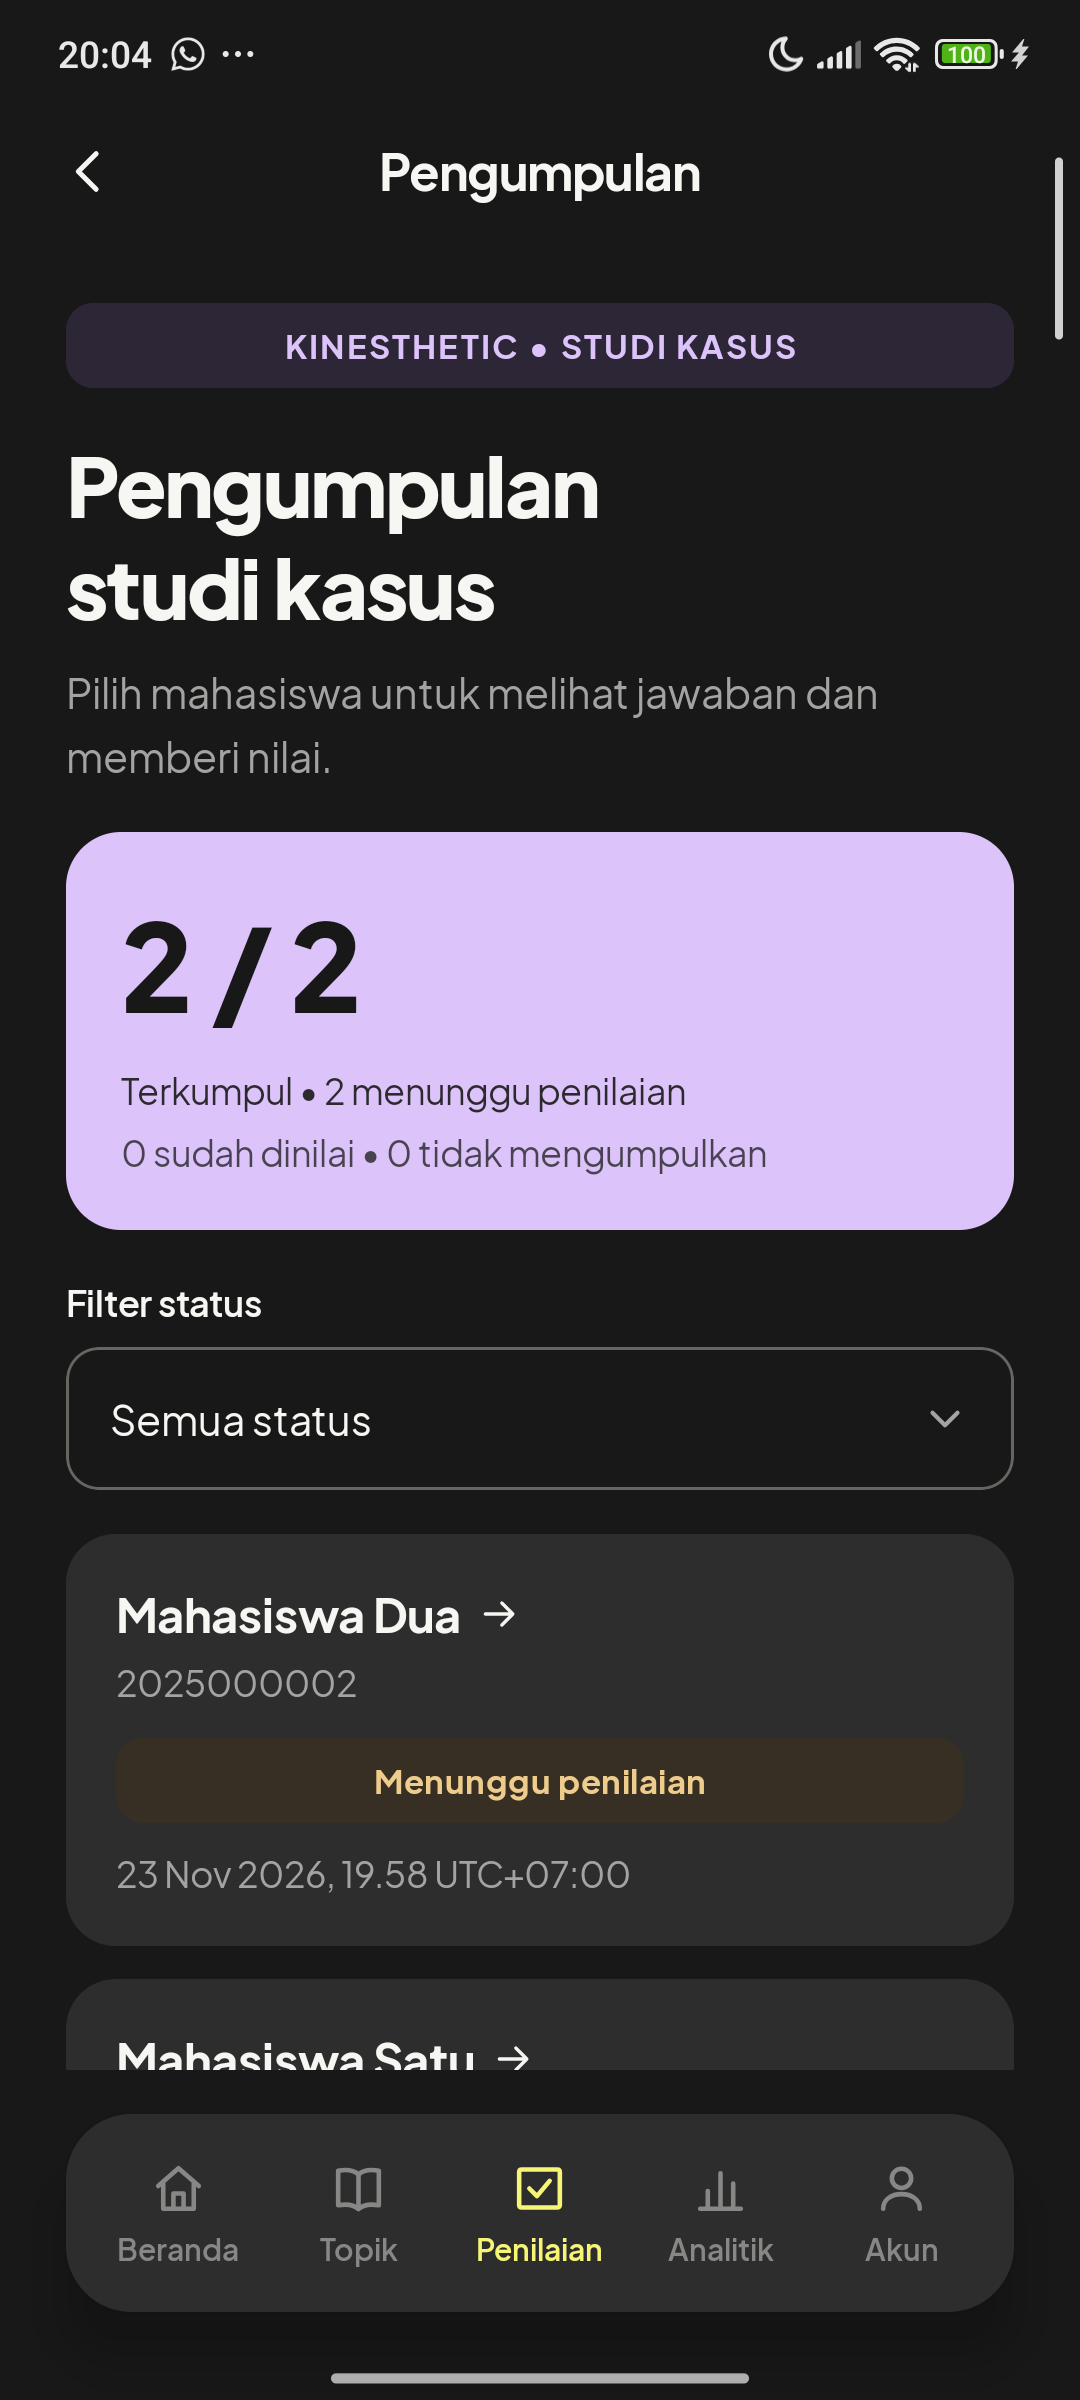 20:04
100
Pengumpulan
KINESTHETIC • STUDI KASUS
Pengumpulan
studi kasus
Pilih mahasiswa untuk melihat jawaban dan
memberi nilai.
2 / 2
Terkumpul • 2 menunggu penilaian
0 sudah dinilai • 0 tidak mengumpulkan
Filter status
Semua status
Mahasiswa Dua →
2025000002
Menunggu penilaian
23 Nov 2026, 19.58 UTC+07:00
Mahasiswa Satu →
Beranda
Topik
Penilaian
Analitik
Akun